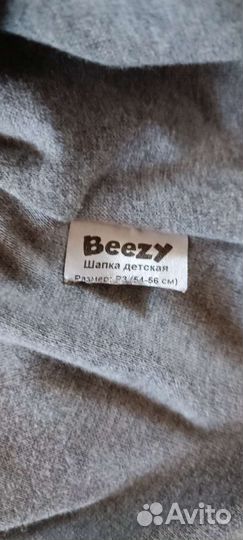 Beezy
Шапка детская
Размер: Р3 (54-56 см)
Avito